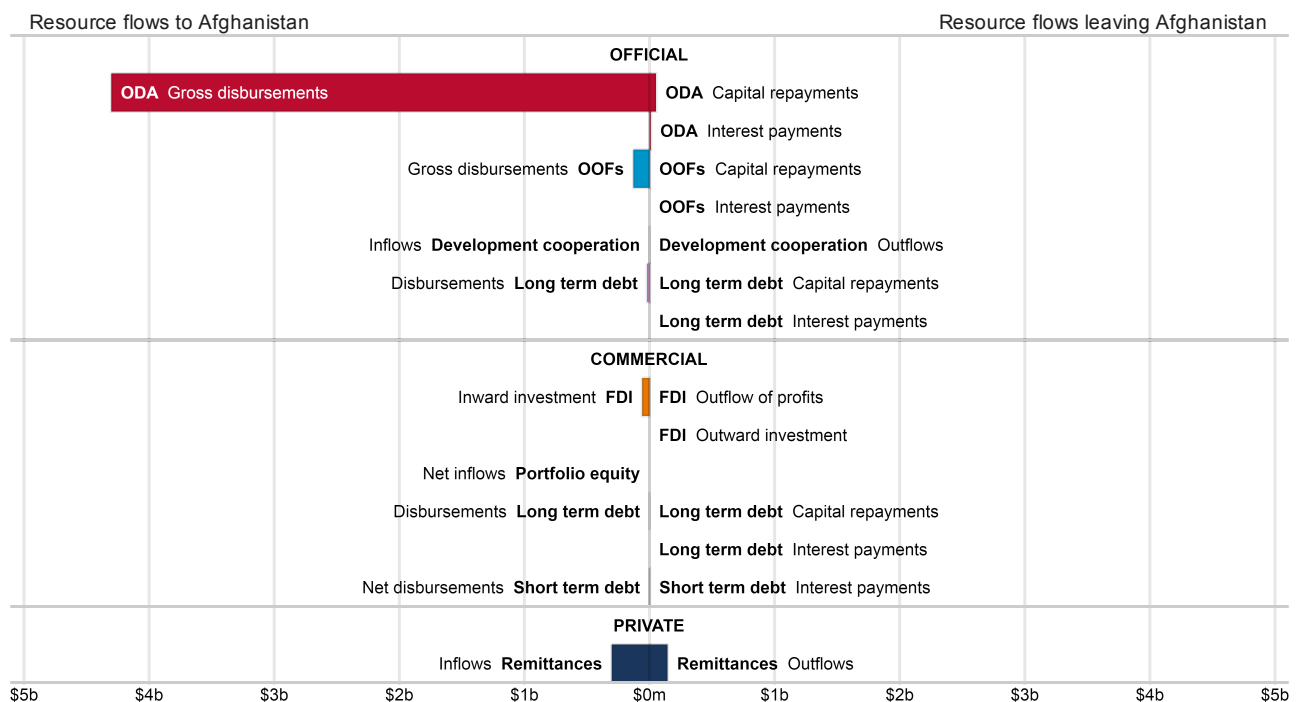 Resource flows to Afghanistan Resource flows leaving Afghanistan
OFFICIAL
ODA Gross disbursements ODA Capital repayments
ODA Interest payments
Gross disbursements OOFs OOFs Capital repayments
OOFs Interest payments
Inflows Development cooperation Development cooperation Outflows
Disbursements Long term debt Long term debt Capital repayments
Long term debt Interest payments
COMMERCIAL
Inward investment FDI FDI Outflow of profits
FDI Outward investment
Net inflows Portfolio equity
Disbursements Long term debt Long term debt Capital repayments
Long term debt Interest payments
Net disbursements Short term debt Short term debt Interest payments
PRIVATE
Inflows Remittances Remittances Outflows
$5b $4b $3b $2b $1b $0m $1b $2b $3b $4b $5b